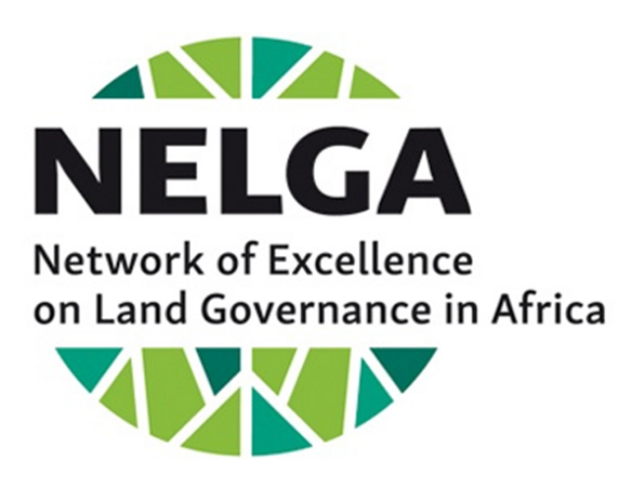 NELGA
Network of Excellence
on Land Governance in Africa